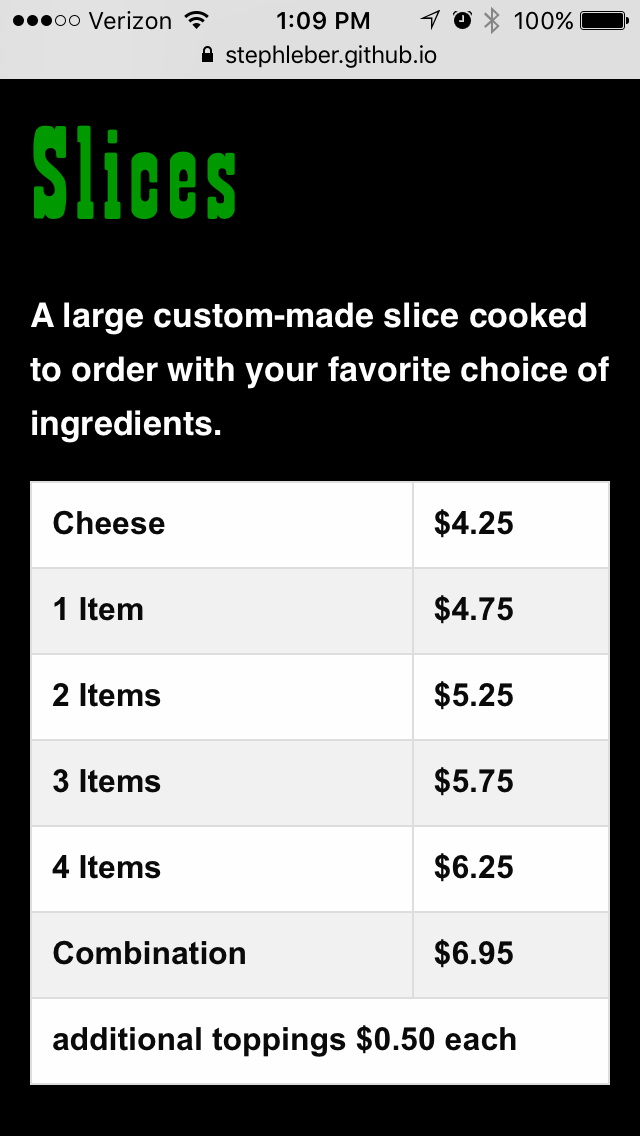 Verizon 1:09 PM 100%
stephleber.github.io
Slices
A large custom-made slice cooked
to order with your favorite choice of
ingredients.
Cheese $4.25
1 Item $4.75
2 Items $5.25
3 Items $5.75
4 Items $6.25
Combination $6.95
additional toppings $0.50 each